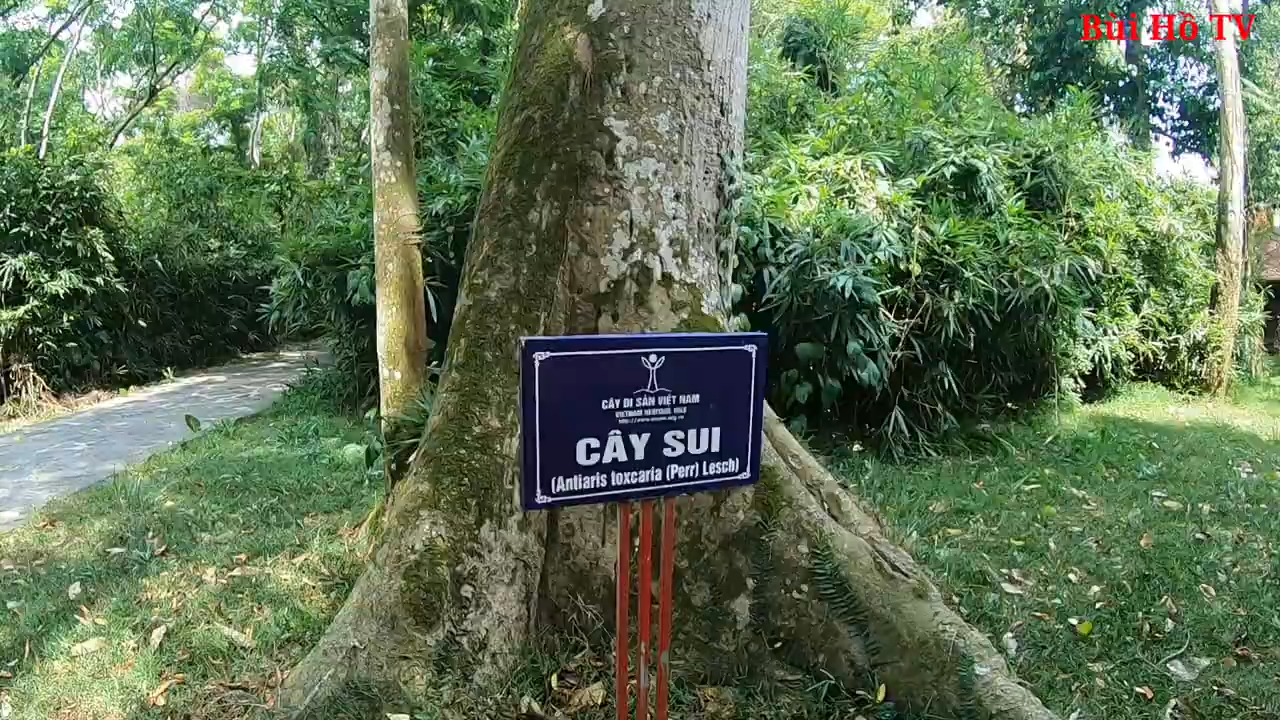 Bùi Hồ TV
CÂY DI SẢN VIỆT NAM
VIETNAM HERITAGE TREE
CÂY SUI
(Antiaris toxcaria (Perr) Lesch)